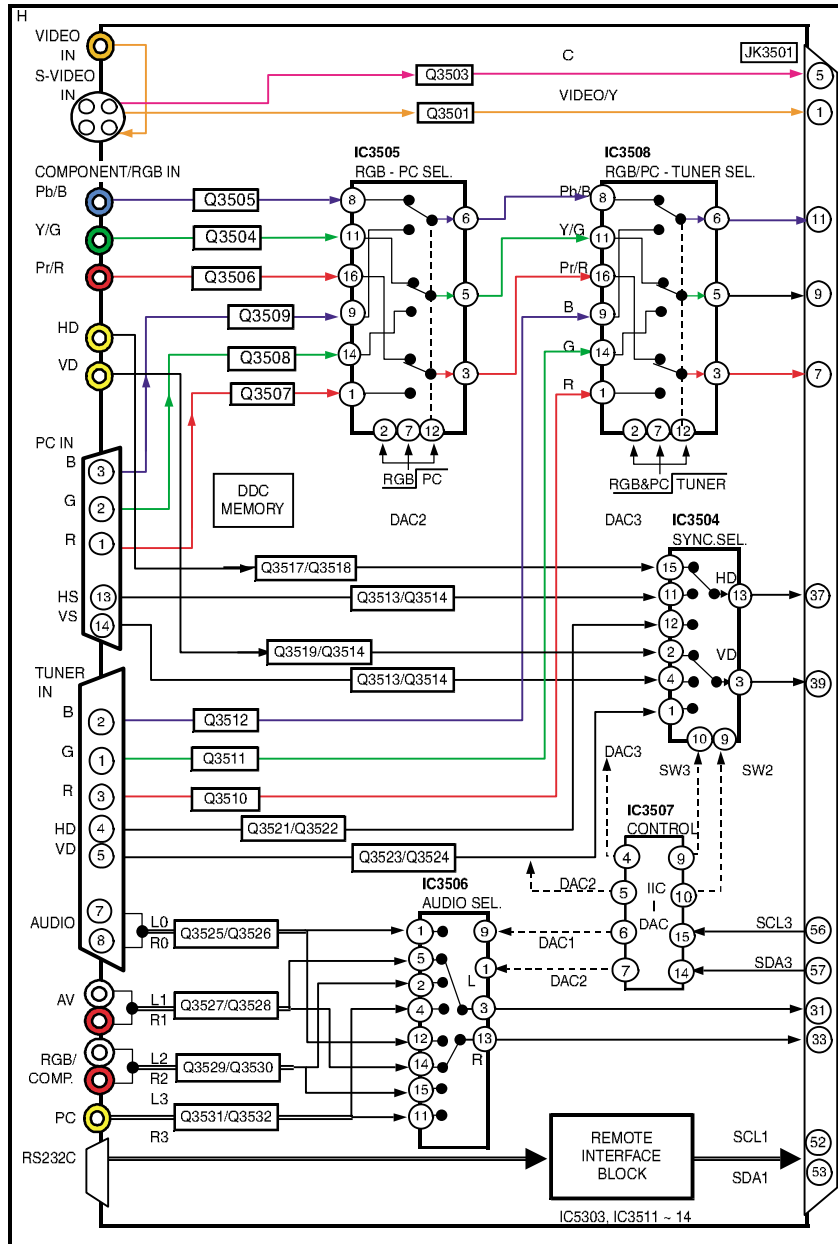 H
VIDEO
IN
S-VIDEO
IN
C
JK3501
Q3503
5
Q3501
VIDEO/Y
1
COMPONENT/RGB IN
IC3505
RGB - PC SEL.
IC3508
RGB/PC - TUNER SEL.
Pb/B
Q3505
8
6
Pb/B
8
6
11
Y/G
Q3504
11
Y/G
11
Pr/R
Q3506
16
5
Pr/R
16
5
9
HD
Q3509
9
B
9
VD
Q3508
14
G
14
Q3507
1
3
R
1
3
7
2 7 12
2 7 12
RGB PC
RGB&PC TUNER
DAC2
DAC3
PC IN
B
3
G
2
R
1
HS
13
VS
14
DDC
MEMORY
IC3504
SYNC.SEL.
Q3517/Q3518
15
HD
Q3513/Q3514
11
13
37
12
Q3519/Q3514
2
VD
Q3513/Q3514
4
3
39
1
10 9
DAC3
SW3
SW2
TUNER
IN
B
2
Q3512
G
1
Q3511
R
3
Q3510
HD
4
Q3521/Q3522
VD
5
Q3523/Q3524
IC3507
CONTROL
4
9
5
IIC
10
DAC2
6
DAC
15
SCL3
56
DAC1
7
14
SDA3
57
DAC2
IC3506
AUDIO SEL.
AUDIO
7
8
L0
R0
Q3525/Q3526
1
9
5
1
L
2
AV
L1
R1
Q3527/Q3528
4
3
31
12
13
33
R
14
RGB/
COMP.
L2
R2
Q3529/Q3530
15
PC
L3
R3
Q3531/Q3532
11
RS232C
REMOTE
INTERFACE
BLOCK
SCL1
52
SDA1
53
IC5303, IC3511 ~ 14